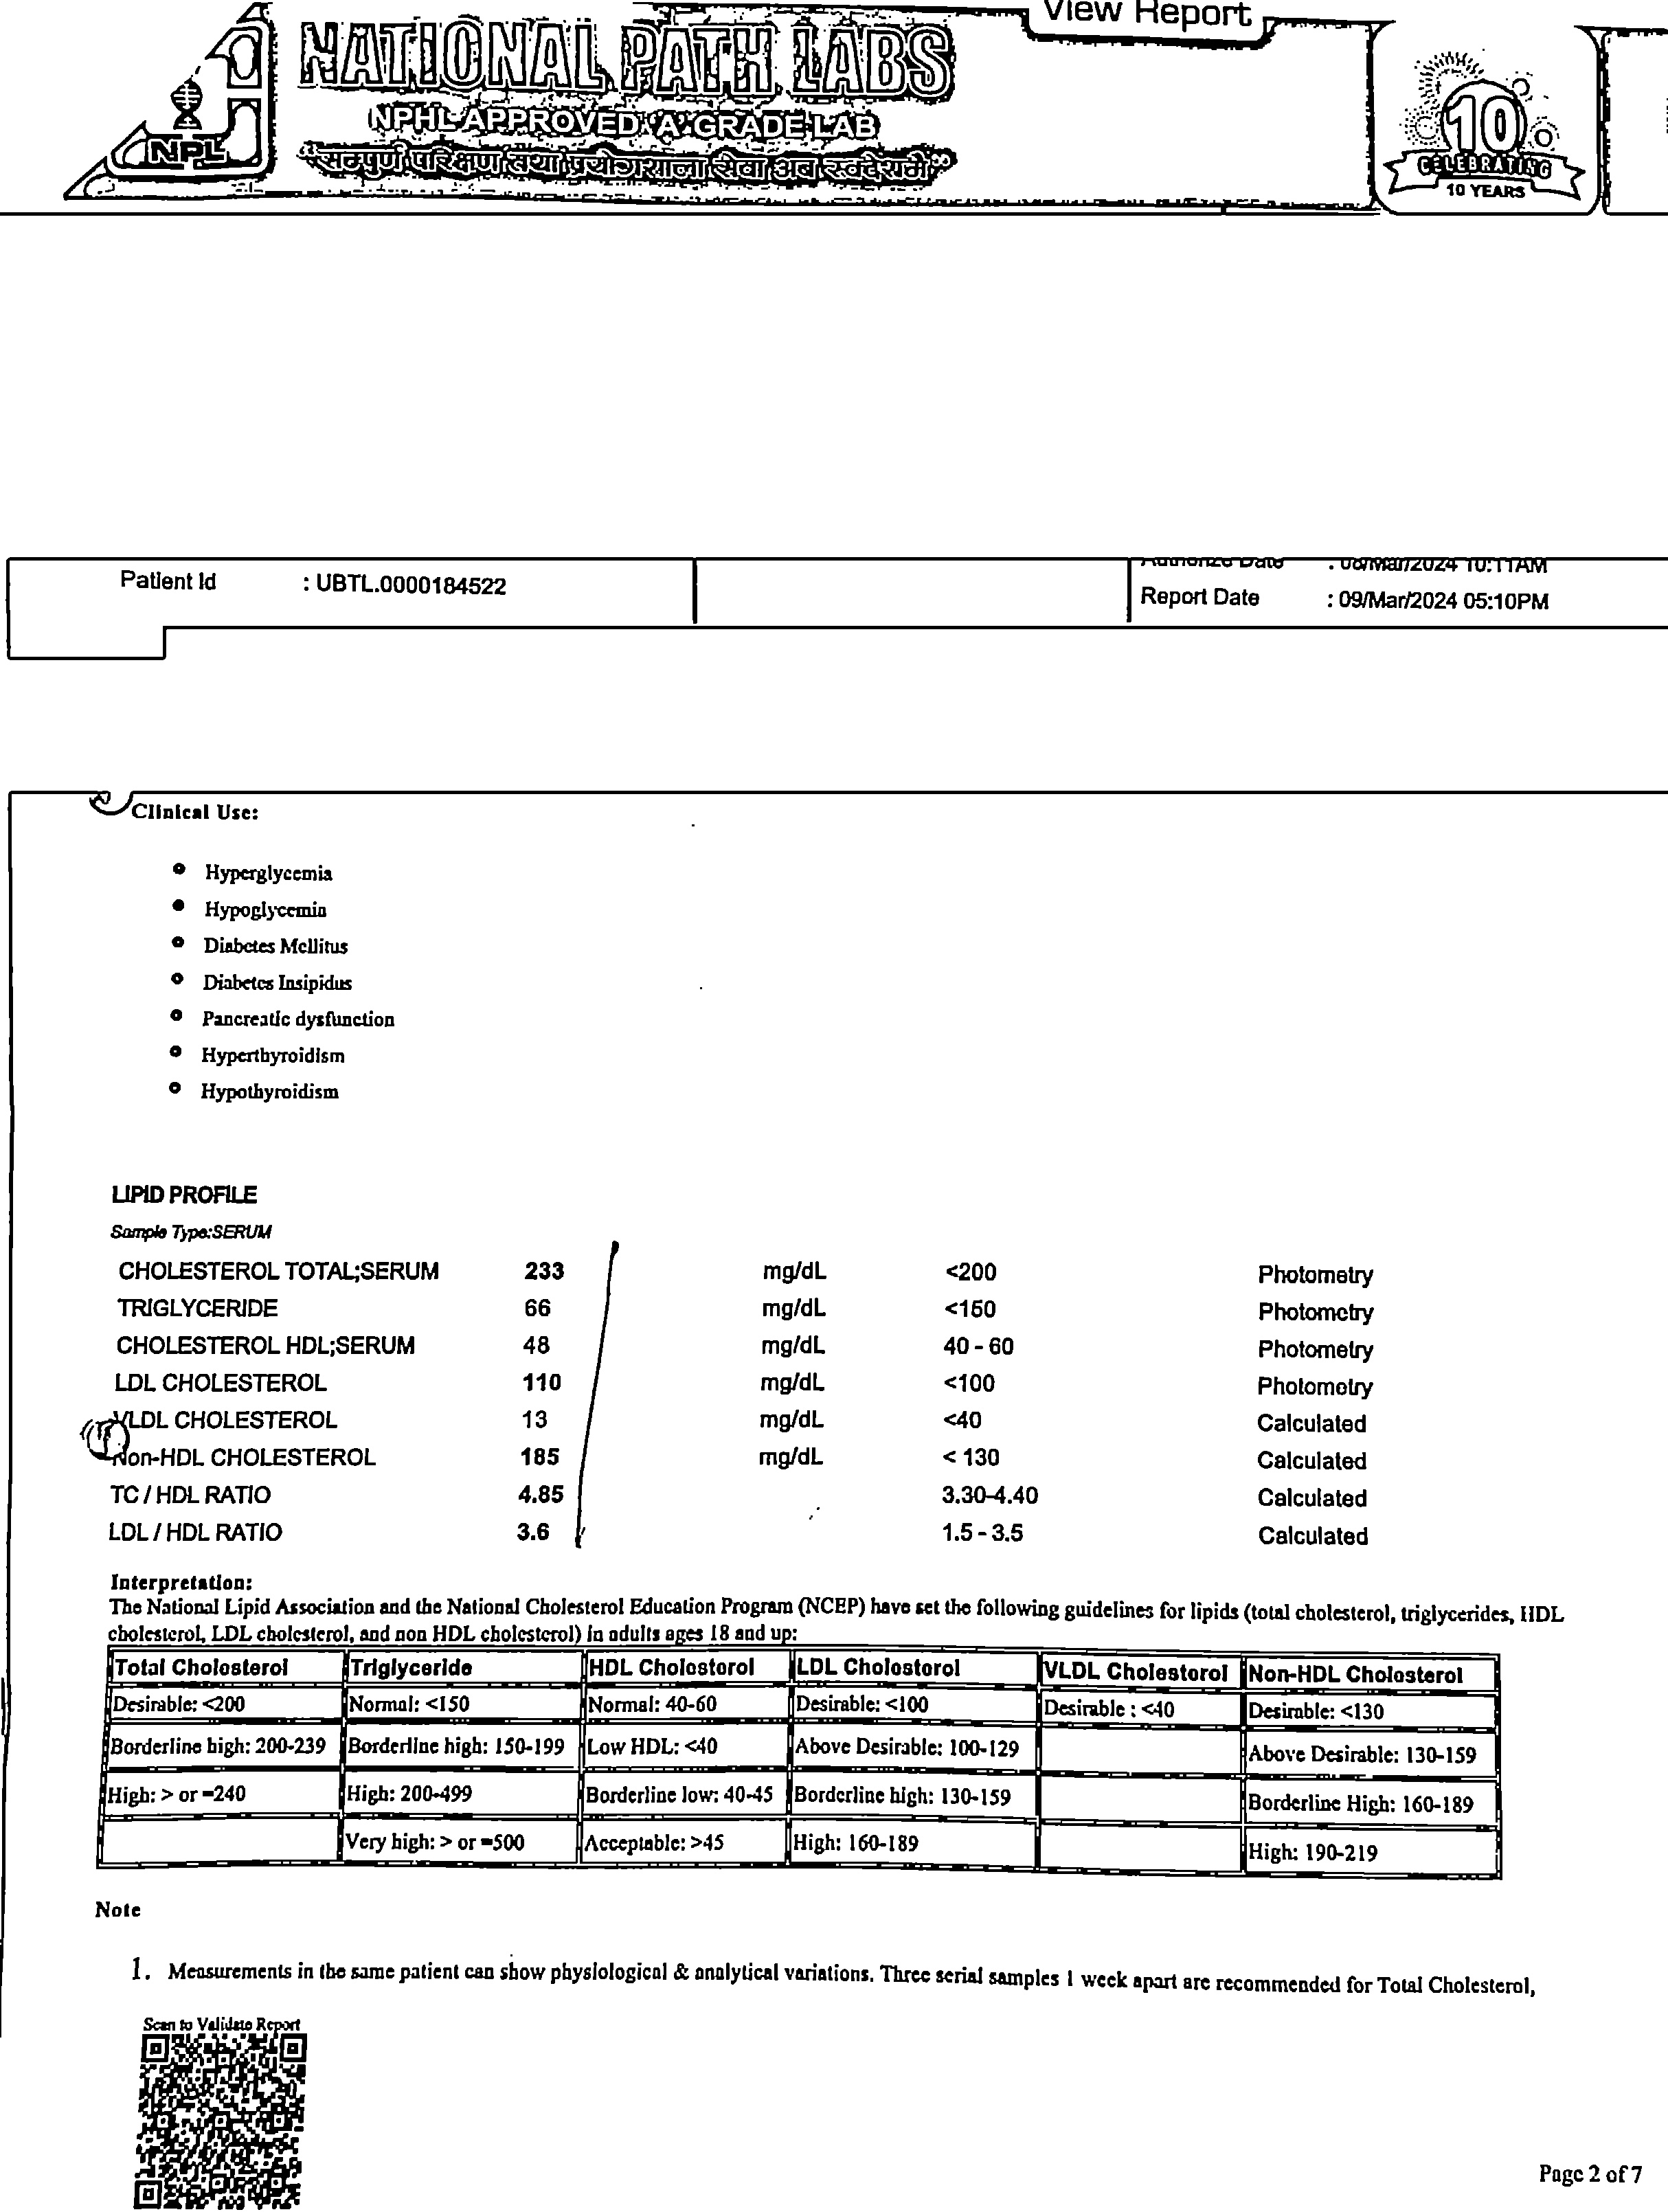 View Report
NATIONAL PATH LABS
NPHL APPROVED 'A' GRADE LAB
NPL
10
CELEBRATING
10 YEARS
Patient Id : UBTL.0000184522
Authorize Date : 08/Mar/2024 10:11AM
Report Date : 09/Mar/2024 05:10PM
Clinical Use:
Hyperglycemia
Hypoglycemia
Diabetes Mellitus
Diabetes Insipidus
Pancreatic dysfunction
Hyperthyroidism
Hypothyroidism
LIPID PROFILE
Sample Type:SERUM
CHOLESTEROL TOTAL;SERUM 233 mg/dL <200 Photometry
TRIGLYCERIDE 66 mg/dL <150 Photometry
CHOLESTEROL HDL;SERUM 48 mg/dL 40 - 60 Photometry
LDL CHOLESTEROL 110 mg/dL <100 Photometry
VLDL CHOLESTEROL 13 mg/dL <40 Calculated
Non-HDL CHOLESTEROL 185 mg/dL < 130 Calculated
TC / HDL RATIO 4.85 3.30-4.40 Calculated
LDL / HDL RATIO 3.6 1.5 - 3.5 Calculated
Interpretation:
The National Lipid Association and the National Cholesterol Education Program (NCEP) have set the following guidelines for lipids (total cholesterol, triglycerides, HDL
cholesterol, LDL cholesterol, and non HDL cholesterol) in adults ages 18 and up:
Total Cholesterol Triglyceride HDL Cholesterol LDL Cholesterol VLDL Cholesterol Non-HDL Cholesterol
Desirable: <200 Normal: <150 Normal: 40-60 Desirable: <100 Desirable : <40 Desirable: <130
Borderline high: 200-239 Borderline high: 150-199 Low HDL: <40 Above Desirable: 100-129 Above Desirable: 130-159
High: > or =240 High: 200-499 Borderline low: 40-45 Borderline high: 130-159 Borderline High: 160-189
Very high: > or =500 Acceptable: >45 High: 160-189 High: 190-219
Note
1. Measurements in the same patient can show physiological & analytical variations. Three serial samples 1 week apart are recommended for Total Cholesterol,
Scan to Validate Report
Page 2 of 7